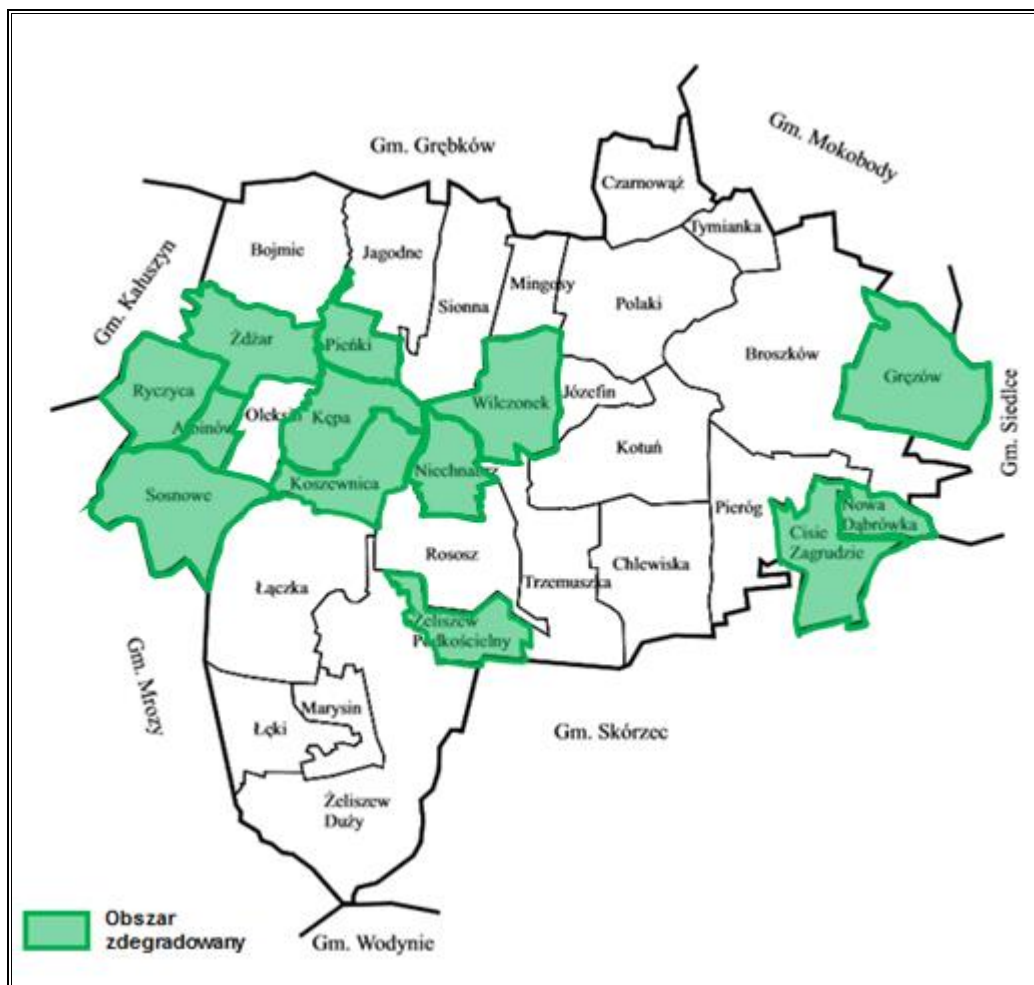 Gm. Grębków
Gm. Mokobody
Czarnowąż
Tymianka
Bojmie
Jagodne
Gm. Kałuszyn
Sionna
Mingosy
Polaki
Żdżar
Pieńki
Broszków
Gręzów
Ryczyca
Józefin
Wilczonek
Kępa
Albinów
Gm. Siedlce
Kotuń
Koszewnica
Sosnowe
Pieróg
Nowa
Dąbrówka
Cisie
Zagrudzie
Rososz
Chlewiska
Trzemuszka
Łączka
Żeliszew
Podkościelny
Gm. Mrozy
Marysin
Łęki
Gm. Skórzec
Żeliszew
Duży
Obszar
zdegradowany
Gm. Wodynie